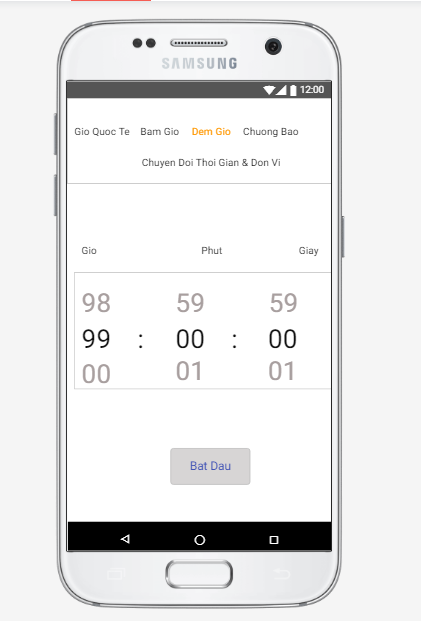 SAMSUNG
12:00
Gio Quoc Te Bam Gio Dem Gio Chuong Bao
Chuyen Doi Thoi Gian & Don Vi
Gio Phut Giay
98 59 59
99 : 00 : 00
00 01 01
Bat Dau